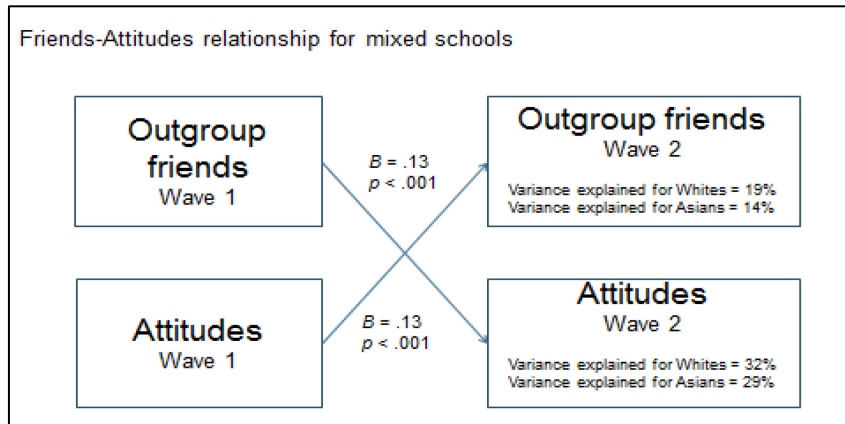 Friends-Attitudes relationship for mixed schools
Outgroup
friends
Wave 1
B = .13
p < .001
Outgroup friends
Wave 2
Variance explained for Whites = 19%
Variance explained for Asians = 14%
Attitudes
Wave 1
B = .13
p < .001
Attitudes
Wave 2
Variance explained for Whites = 32%
Variance explained for Asians = 29%